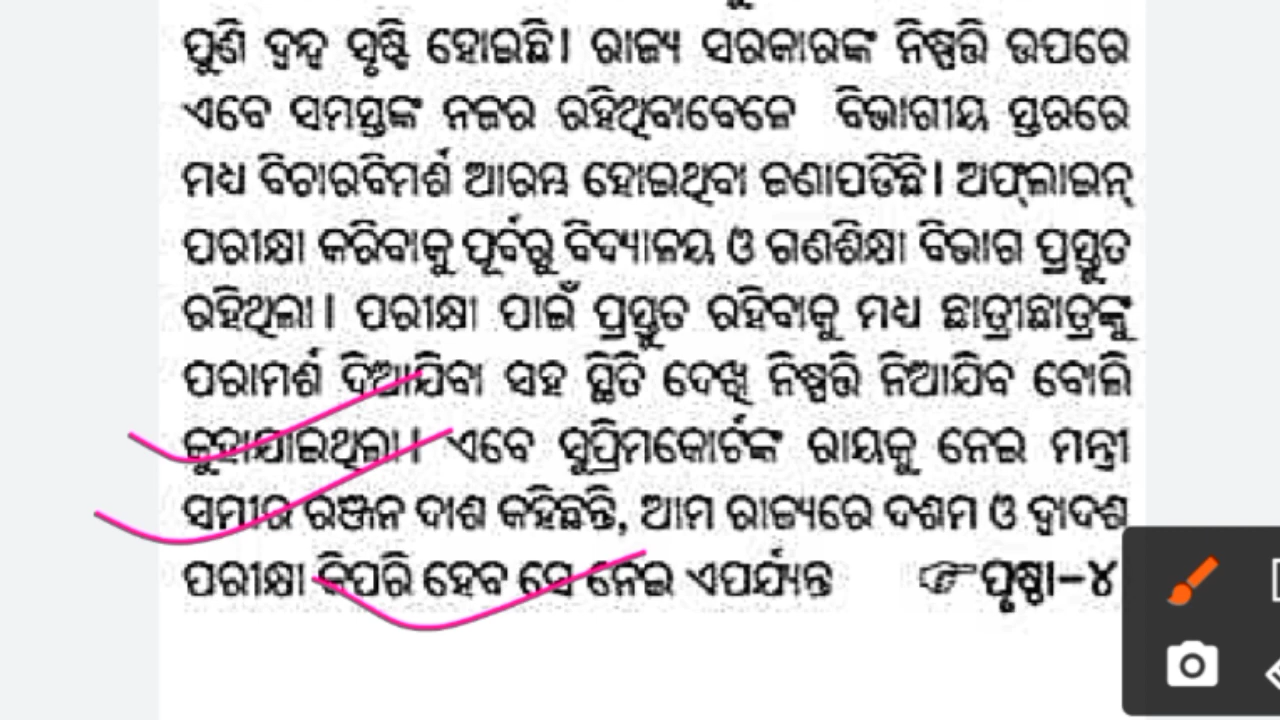 ପୁଣି ଦ୍ୱନ୍ଦ୍ୱ ସୃଷ୍ଟି ହୋଇଛି। ରାଜ୍ୟ ସରକାରଙ୍କ ନିଷ୍ପତ୍ତି ଉପରେ
ଏବେ ସମସ୍ତଙ୍କ ନଜର ରହିଥିବାବେଳେ ବିଭାଗୀୟ ସ୍ତରରେ
ମଧ୍ୟ ବିଚାରବିମର୍ଶ ଆରମ୍ଭ ହୋଇଥିବା ଜଣାପଡିଛି। ଅଫ୍‌ଲାଇନ୍
ପରୀକ୍ଷା କରିବାକୁ ପୂର୍ବରୁ ବିଦ୍ୟାଳୟ ଓ ଗଣଶିକ୍ଷା ବିଭାଗ ପ୍ରସ୍ତୁତ
ରହିଥିଲା। ପରୀକ୍ଷା ପାଇଁ ପ୍ରସ୍ତୁତ ରହିବାକୁ ମଧ୍ୟ ଛାତ୍ରୀଛାତ୍ରଙ୍କୁ
ପରାମର୍ଶ ଦିଆଯିବା ସହ ସ୍ଥିତି ଦେଖି ନିଷ୍ପତ୍ତି ନିଆଯିବ ବୋଲି
କୁହାଯାଇଥିଲା। ଏବେ ସୁପ୍ରିମକୋର୍ଟଙ୍କ ରାୟକୁ ନେଇ ମନ୍ତ୍ରୀ
ସମୀର ରଞ୍ଜନ ଦାଶ କହିଛନ୍ତି, ଆମ ରାଜ୍ୟରେ ଦଶମ ଓ ଦ୍ୱାଦଶ
ପରୀକ୍ଷା କିପରି ହେବ ସେ ନେଇ ଏପର୍ଯ୍ୟନ୍ତ ☞ପୃଷ୍ଠା-୪